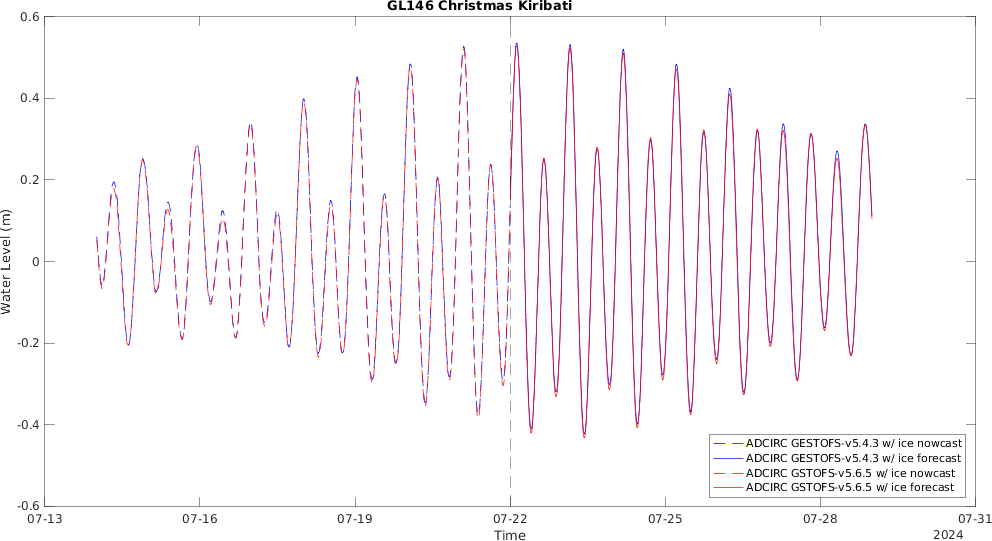 GL146 Christmas Kiribati
0.6
0.4
0.2
0
-0.2
-0.4
-0.6
Water Level (m)
07-13
07-16
07-19
07-22
07-25
07-28
07-31
Time
2024
ADCIRC GESTOFS-v5.4.3 w/ ice nowcast
ADCIRC GESTOFS-v5.4.3 w/ ice forecast
ADCIRC GSTOFS-v5.6.5 w/ ice nowcast
ADCIRC GSTOFS-v5.6.5 w/ ice forecast